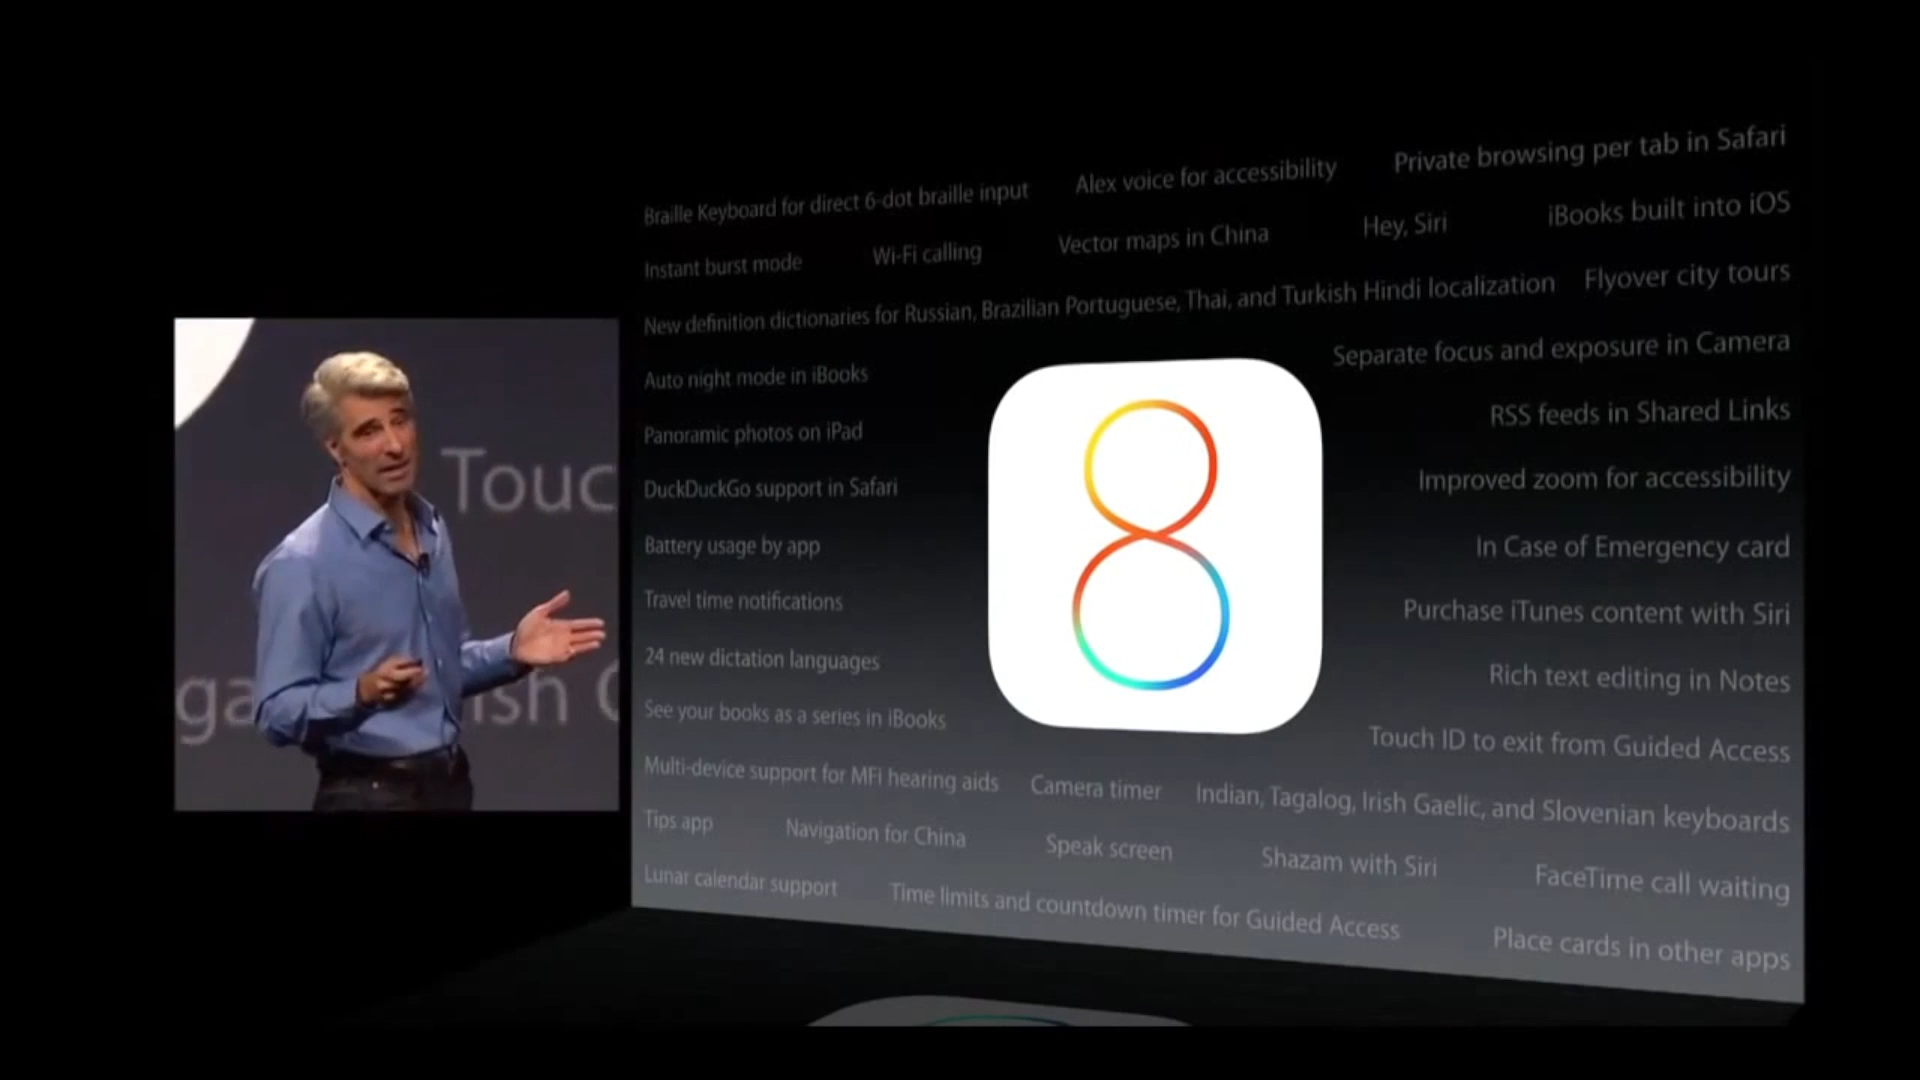 Braille Keyboard for direct 6-dot braille input Alex voice for accessibility Private browsing per tab in Safari
Instant burst mode Wi-Fi calling Vector maps in China Hey, Siri iBooks built into iOS
New definition dictionaries for Russian, Brazilian Portuguese, Thai, and Turkish Hindi localization Flyover city tours
Auto night mode in iBooks Separate focus and exposure in Camera
Panoramic photos on iPad RSS feeds in Shared Links
DuckDuckGo support in Safari Improved zoom for accessibility
Battery usage by app In Case of Emergency card
Travel time notifications Purchase iTunes content with Siri
24 new dictation languages Rich text editing in Notes
See your books as a series in iBooks Touch ID to exit from Guided Access
Multi-device support for MFi hearing aids Camera timer Indian, Tagalog, Irish Gaelic, and Slovenian keyboards
Tips app Navigation for China Speak screen Shazam with Siri FaceTime call waiting
Lunar calendar support Time limits and countdown timer for Guided Access Place cards in other apps
8
Touc
ga ish G